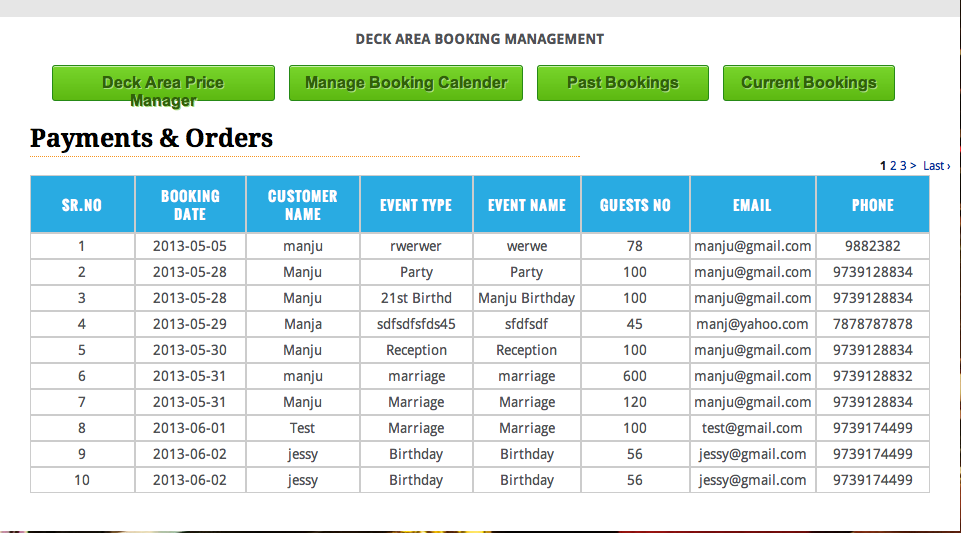 DECK AREA BOOKING MANAGEMENT
Deck Area Price Manager Manage Booking Calender Past Bookings Current Bookings
Payments & Orders
1 2 3 > Last ›
SR.NO BOOKING DATE CUSTOMER NAME EVENT TYPE EVENT NAME GUESTS NO EMAIL PHONE
1 2013-05-05 manju rwerwer werwe 78 manju@gmail.com 9882382
2 2013-05-28 Manju Party Party 100 manju@gmail.com 9739128834
3 2013-05-28 Manju 21st Birthd Manju Birthday 100 manju@gmail.com 9739128834
4 2013-05-29 Manja sdfsdfsfds45 sfdfsdf 45 manj@yahoo.com 7878787878
5 2013-05-30 Manju Reception Reception 100 manju@gmail.com 9739128834
6 2013-05-31 manju marriage marriage 600 manju@gmail.com 9739128832
7 2013-05-31 Manju Marriage Marriage 120 manju@gmail.com 9739128834
8 2013-06-01 Test Marriage Marriage 100 test@gmail.com 9739174499
9 2013-06-02 jessy Birthday Birthday 56 jessy@gmail.com 9739174499
10 2013-06-02 jessy Birthday Birthday 56 jessy@gmail.com 9739174499